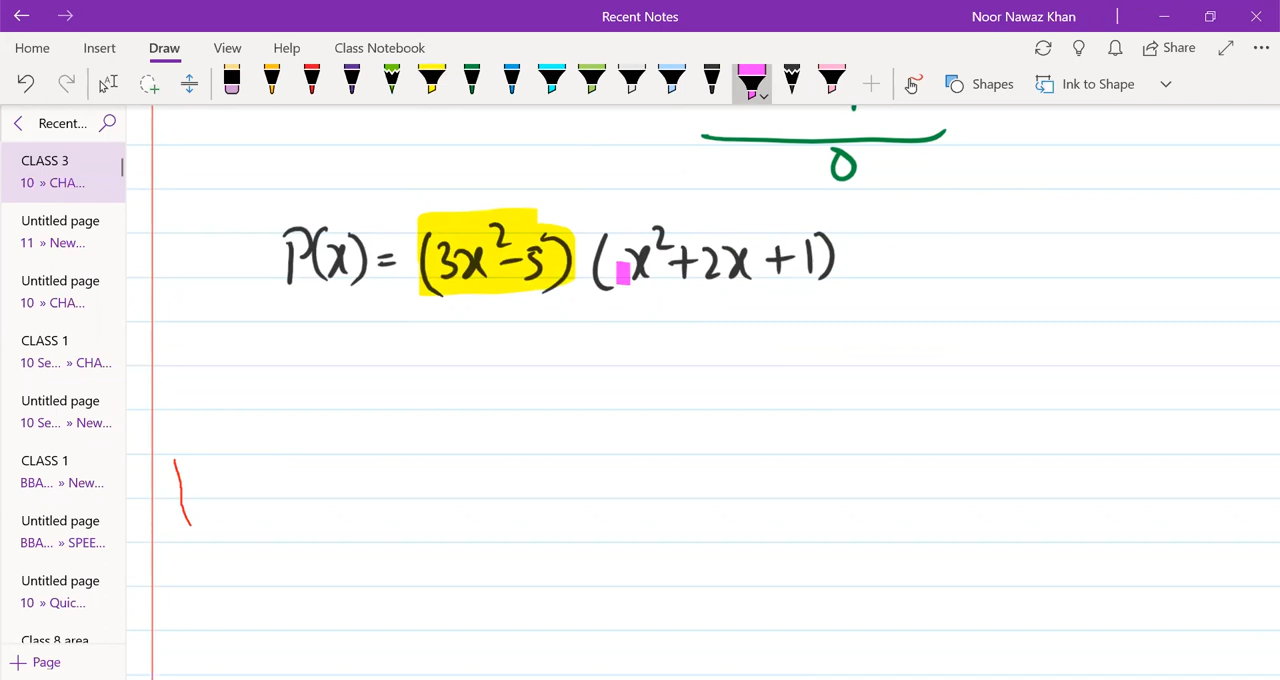 Recent Notes
Noor Nawaz Khan
Home Insert Draw View Help Class Notebook
Share
Shapes
Ink to Shape
Recent...
CLASS 3
10 » CHA...
Untitled page
11 » New...
Untitled page
10 » CHA...
CLASS 1
10 Se... » CHA...
Untitled page
10 Se... » New...
CLASS 1
BBA... » New...
Untitled page
BBA... » SPEE...
Untitled page
10 » Quic...
Class 8 area
Page
0
P(x) = (3x²-5) (x²+2x+1)